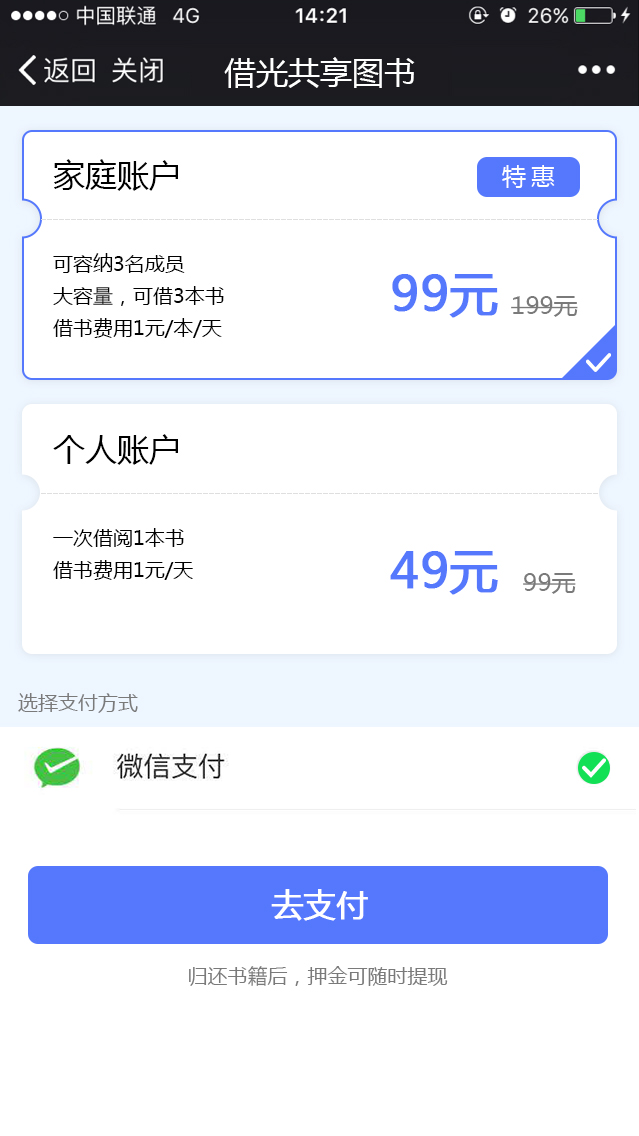 中国联通 4G 14:21 26%
返回 关闭 借光共享图书
家庭账户 特惠
可容纳3名成员
大容量，可借3本书
借书费用1元/本/天
99元 199元
个人账户
一次借阅1本书
借书费用1元/天
49元 99元
选择支付方式
微信支付
去支付
归还书籍后，押金可随时提现